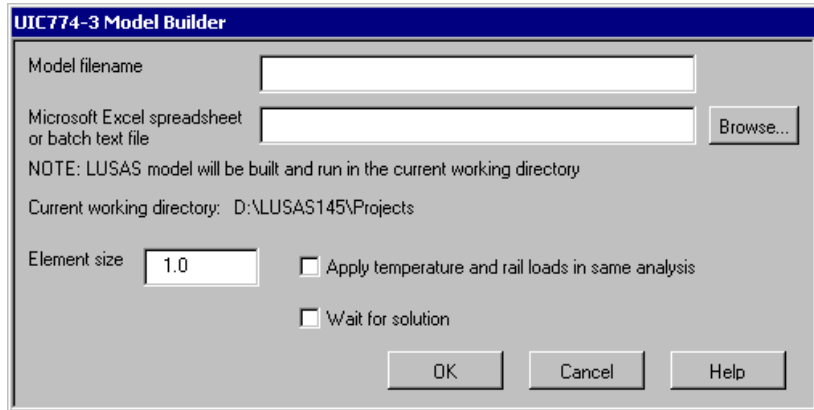 UIC774-3 Model Builder
Model filename
Microsoft Excel spreadsheet
or batch text file
Browse...
NOTE: LUSAS model will be built and run in the current working directory
Current working directory: D:\LUSAS145\Projects
Element size 1.0 Apply temperature and rail loads in same analysis
Wait for solution
OK Cancel Help